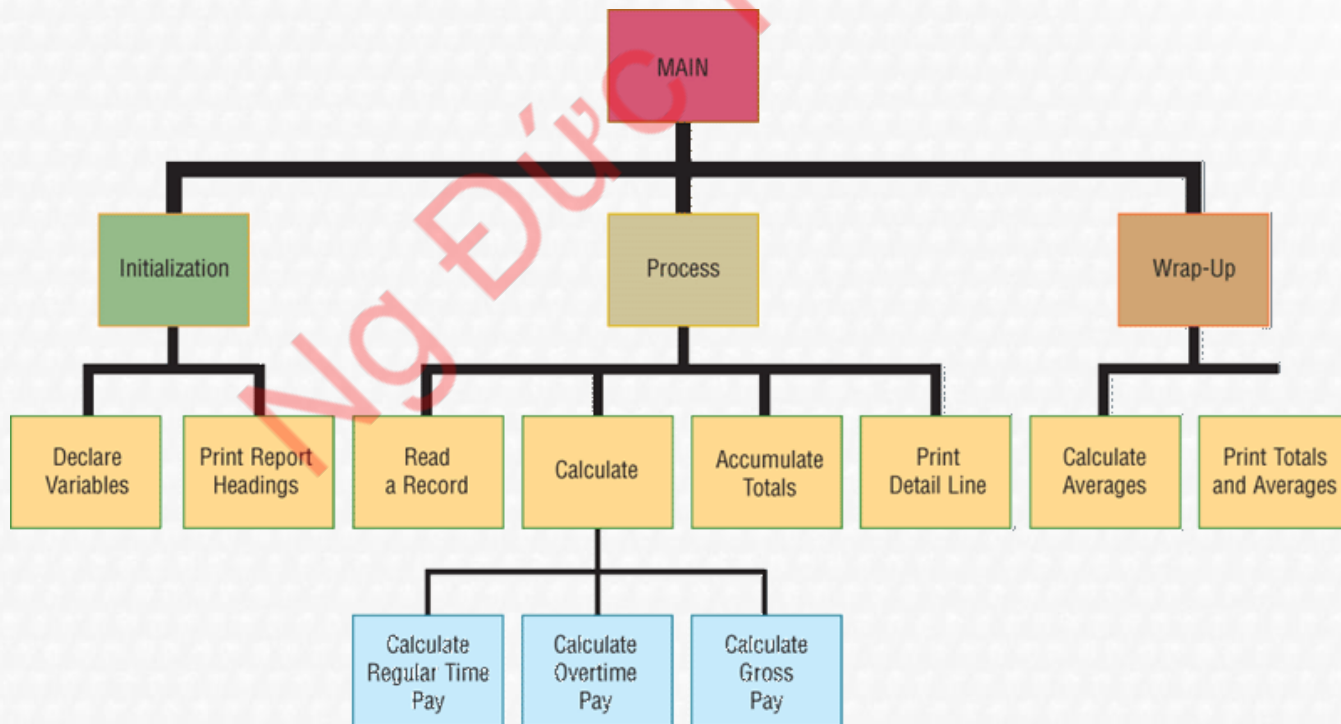 MAIN
Initialization
Process
Wrap-Up
Declare
Variables
Print Report
Headings
Read
a Record
Calculate
Accumulate
Totals
Print
Detail Line
Calculate
Averages
Print Totals
and Averages
Calculate
Regular Time
Pay
Calculate
Overtime
Pay
Calculate
Gross
Pay
Ng Đức